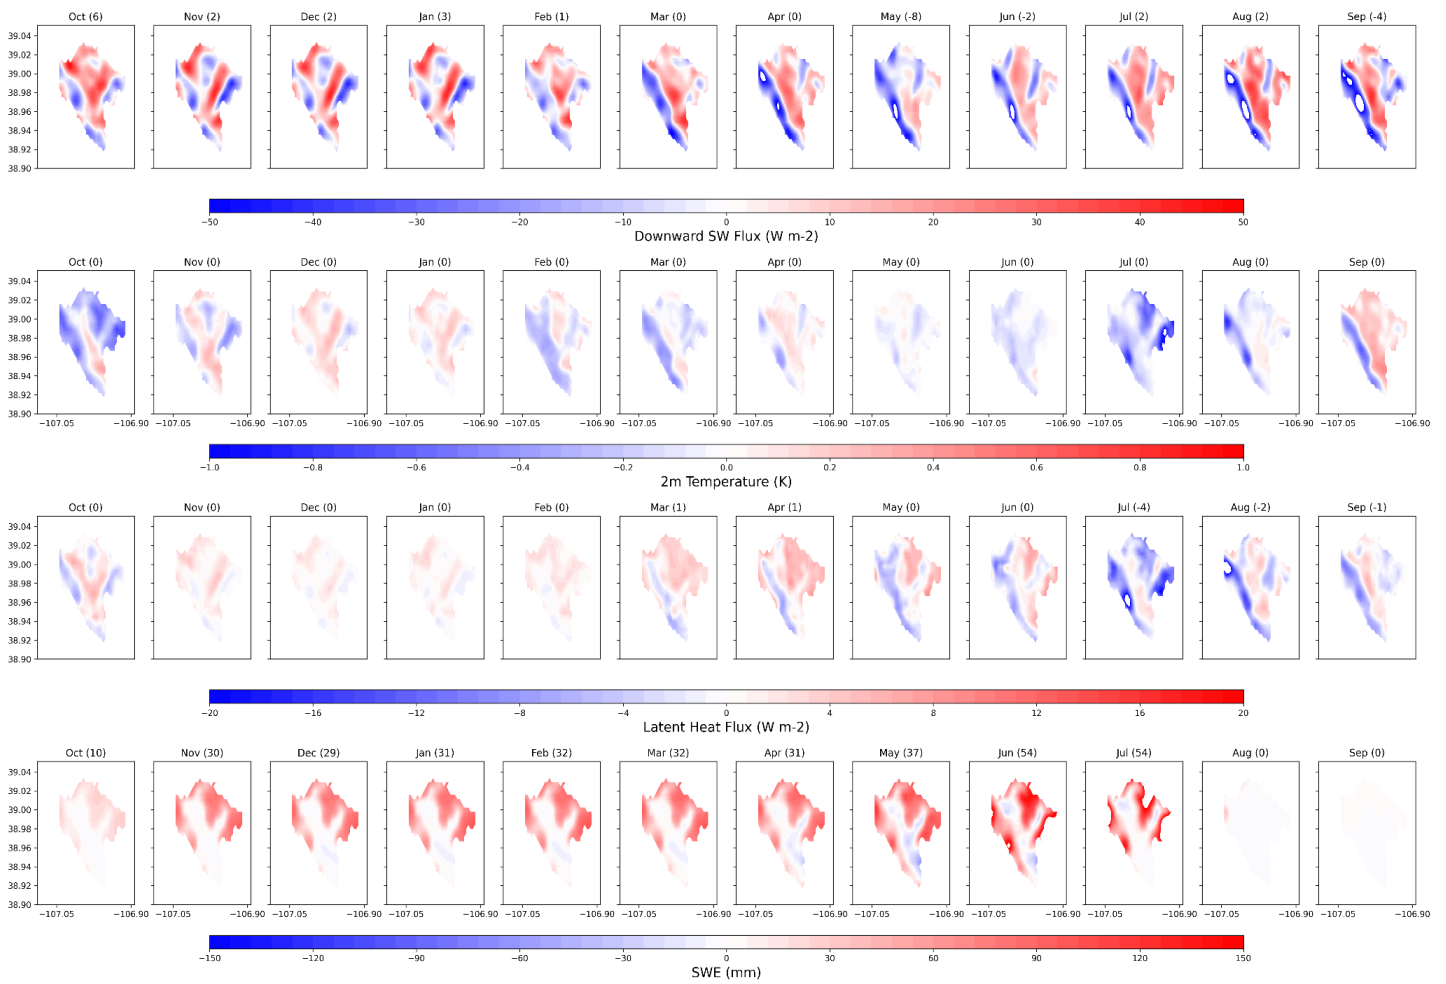 Oct (6) Nov (2) Dec (2) Jan (3) Feb (1) Mar (0) Apr (0) May (-8) Jun (-2) Jul (2) Aug (2) Sep (-4)
39.04
39.02
39.00
38.98
38.96
38.94
38.92
38.90
−50 −40 −30 −20 −10 0 10 20 30 40 50
Downward SW Flux (W m-2)
Oct (0) Nov (0) Dec (0) Jan (0) Feb (0) Mar (0) Apr (0) May (0) Jun (0) Jul (0) Aug (0) Sep (0)
39.04
39.02
39.00
38.98
38.96
38.94
38.92
38.90
−107.05 −106.90 −107.05 −106.90 −107.05 −106.90 −107.05 −106.90 −107.05 −106.90 −107.05 −106.90 −107.05 −106.90 −107.05 −106.90 −107.05 −106.90 −107.05 −106.90 −107.05 −106.90 −107.05 −106.90
−1.0 −0.8 −0.6 −0.4 −0.2 0.0 0.2 0.4 0.6 0.8 1.0
2m Temperature (K)
Oct (0) Nov (0) Dec (0) Jan (0) Feb (0) Mar (1) Apr (1) May (0) Jun (0) Jul (-4) Aug (-2) Sep (-1)
39.04
39.02
39.00
38.98
38.96
38.94
38.92
38.90
−20 −16 −12 −8 −4 0 4 8 12 16 20
Latent Heat Flux (W m-2)
Oct (10) Nov (30) Dec (29) Jan (31) Feb (32) Mar (32) Apr (31) May (37) Jun (54) Jul (54) Aug (0) Sep (0)
39.04
39.02
39.00
38.98
38.96
38.94
38.92
38.90
−107.05 −106.90 −107.05 −106.90 −107.05 −106.90 −107.05 −106.90 −107.05 −106.90 −107.05 −106.90 −107.05 −106.90 −107.05 −106.90 −107.05 −106.90 −107.05 −106.90 −107.05 −106.90 −107.05 −106.90
−150 −120 −90 −60 −30 0 30 60 90 120 150
SWE (mm)